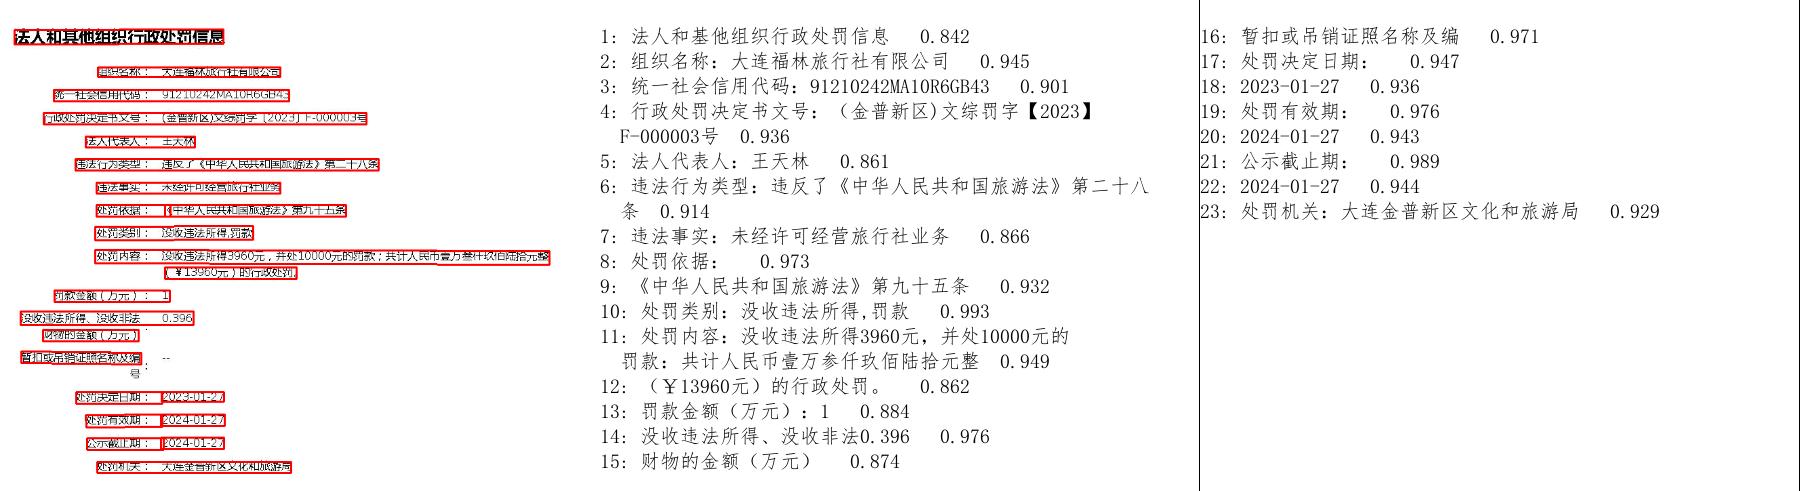 法人和其他组织行政处罚信息
组织名称： 大连福林旅行社有限公司
统一社会信用代码： 91210242MA10R6GB43
行政处罚决定书文号： (金普新区)文综罚字〔2023〕F-000003号
法人代表人： 王天林
违法行为类型： 违反了《中华人民共和国旅游法》第二十八条
违法事实： 未经许可经营旅行社业务
处罚依据： 《中华人民共和国旅游法》第九十五条
处罚类别： 没收违法所得,罚款
处罚内容： 没收违法所得3960元，并处10000元的罚款；共计人民币壹万叁仟玖佰陆拾元整
（￥13960元）的行政处罚。
罚款金额（万元）： 1
没收违法所得、没收非法 0.396
财物的金额（万元）
：
暂扣或吊销证照名称及编 --
号：
处罚决定日期： 2023-01-27
处罚有效期： 2024-01-27
公示截止期： 2024-01-27
处罚机关： 大连金普新区文化和旅游局
1: 法人和基他组织行政处罚信息 0.842
2: 组织名称: 大连福林旅行社有限公司 0.945
3: 统一社会信用代码: 91210242MA10R6GB43 0.901
4: 行政处罚决定书文号: （金普新区)文综罚字【2023】
F-000003号 0.936
5: 法人代表人: 王天林 0.861
6: 违法行为类型: 违反了《中华人民共和国旅游法》第二十八
条 0.914
7: 违法事实: 未经许可经营旅行社业务 0.866
8: 处罚依据: 0.973
9: 《中华人民共和国旅游法》第九十五条 0.932
10: 处罚类别: 没收违法所得,罚款 0.993
11: 处罚内容: 没收违法所得3960元，并处10000元的
罚款: 共计人民币壹万参仟玖佰陆拾元整 0.949
12: （￥13960元）的行政处罚。 0.862
13: 罚款金额（万元）: 1 0.884
14: 没收违法所得、没收非法0.396 0.976
15: 财物的金额（万元） 0.874
16: 暂扣或吊销证照名称及编 0.971
17: 处罚决定日期: 0.947
18: 2023-01-27 0.936
19: 处罚有效期: 0.976
20: 2024-01-27 0.943
21: 公示截止期: 0.989
22: 2024-01-27 0.944
23: 处罚机关: 大连金普新区文化和旅游局 0.929